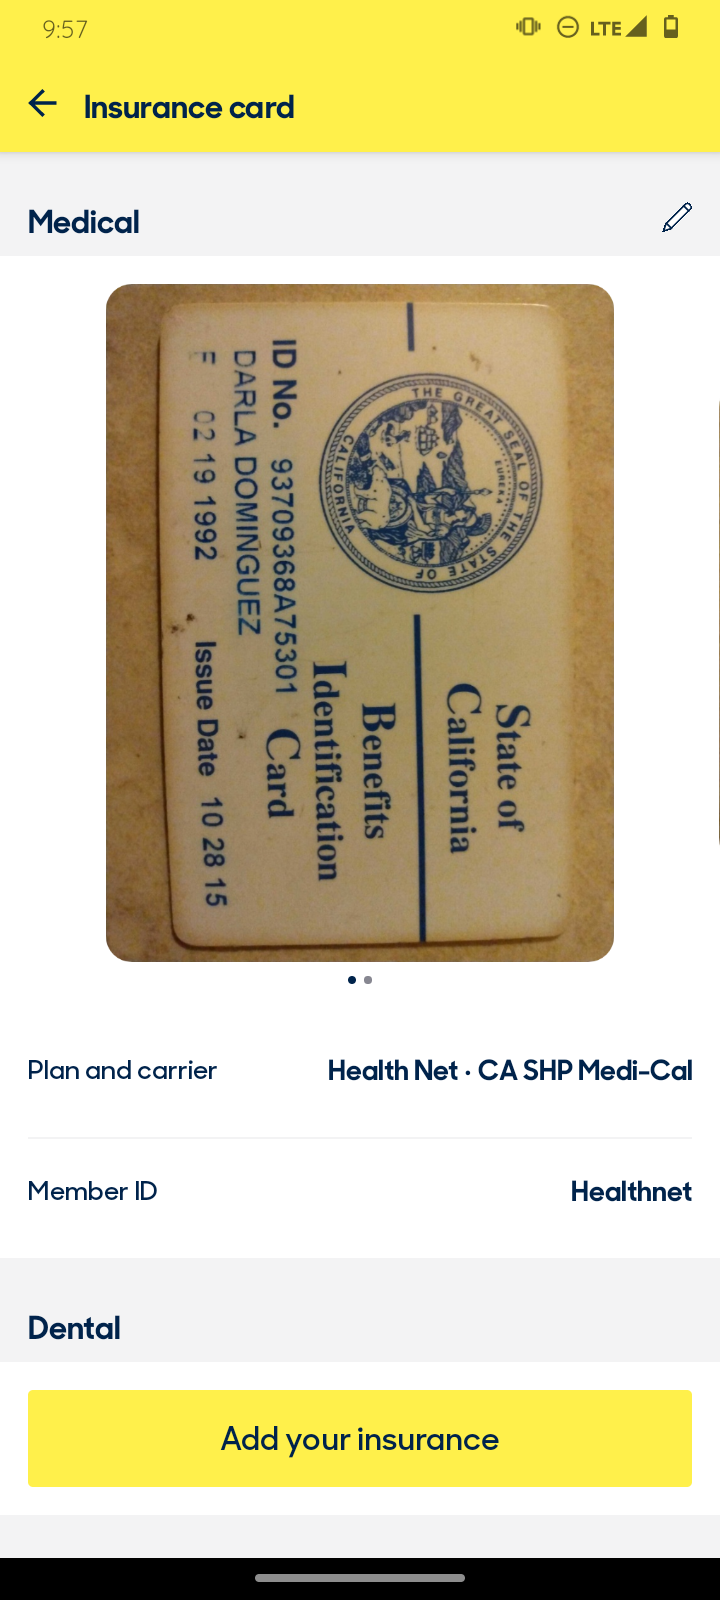 9:57
LTE
Insurance card
Medical
State of
California
THE GREAT SEAL OF THE STATE OF CALIFORNIA
EUREKA
Benefits
Identification
Card
ID No. 93709368A75301
DARLA DOMINGUEZ
F 02 19 1992 Issue Date 10 28 15
Plan and carrier Health Net · CA SHP Medi-Cal
Member ID Healthnet
Dental
Add your insurance